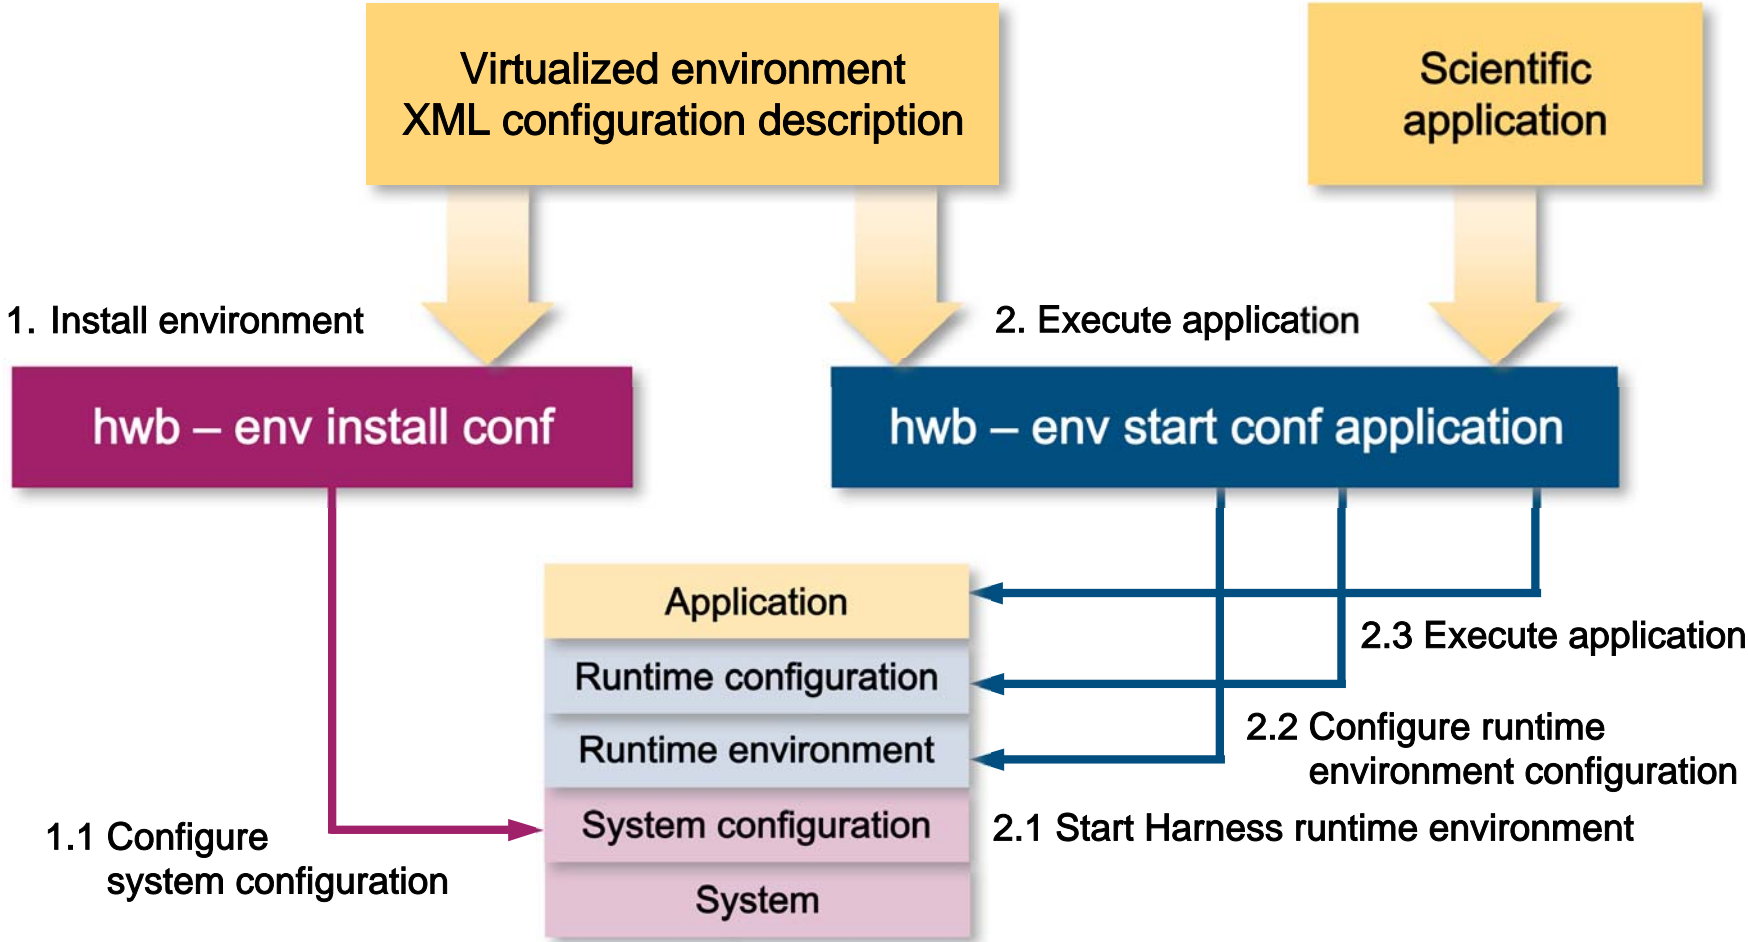 Virtualized environment
XML configuration description
Scientific
application
1. Install environment
2. Execute application
hwb – env install conf
hwb – env start conf application
Application
Runtime configuration
Runtime environment
System configuration
System
2.3 Execute application
2.2 Configure runtime
environment configuration
2.1 Start Harness runtime environment
1.1 Configure
system configuration